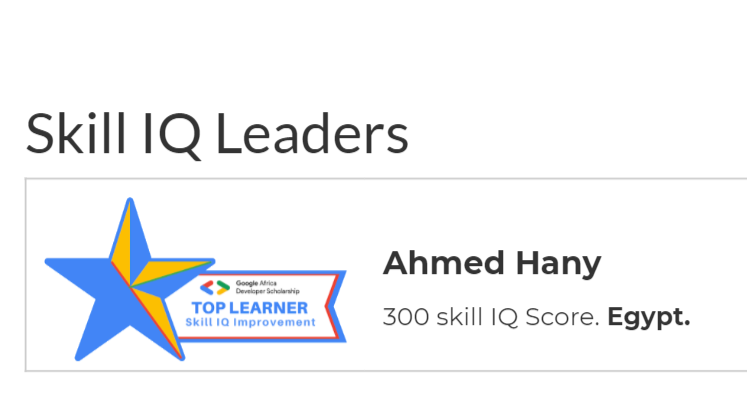 Skill IQ Leaders
Google Africa
Developer Scholarship
TOP LEARNER
Skill IQ Improvement
Ahmed Hany
300 skill IQ Score. Egypt.